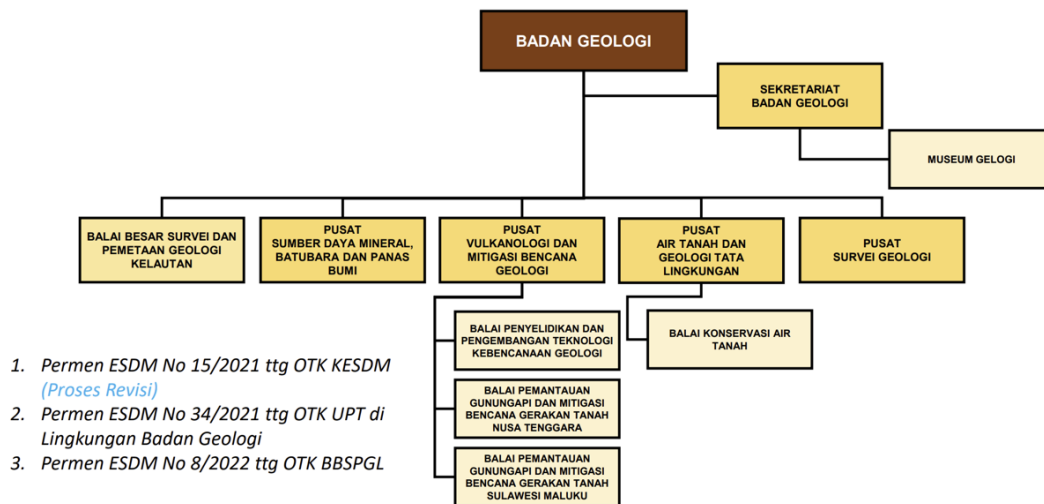 BADAN GEOLOGI
SEKRETARIAT
BADAN GEOLOGI
MUSEUM GELOGI
BALAI BESAR SURVEI DAN
PEMETAAN GEOLOGI
KELAUTAN
PUSAT
SUMBER DAYA MINERAL,
BATUBARA DAN PANAS
BUMI
PUSAT
VULKANOLOGI DAN
MITIGASI BENCANA
GEOLOGI
PUSAT
AIR TANAH DAN
GEOLOGI TATA
LINGKUNGAN
PUSAT
SURVEI GEOLOGI
BALAI PENYELIDIKAN DAN
PENGEMBANGAN TEKNOLOGI
KEBENCANAAN GEOLOGI
BALAI KONSERVASI AIR
TANAH
BALAI PEMANTAUAN
GUNUNGAPI DAN MITIGASI
BENCANA GERAKAN TANAH
NUSA TENGGARA
BALAI PEMANTAUAN
GUNUNGAPI DAN MITIGASI
BENCANA GERAKAN TANAH
SULAWESI MALUKU
1. Permen ESDM No 15/2021 ttg OTK KESDM
(Proses Revisi)
2. Permen ESDM No 34/2021 ttg OTK UPT di
Lingkungan Badan Geologi
3. Permen ESDM No 8/2022 ttg OTK BBSPGL